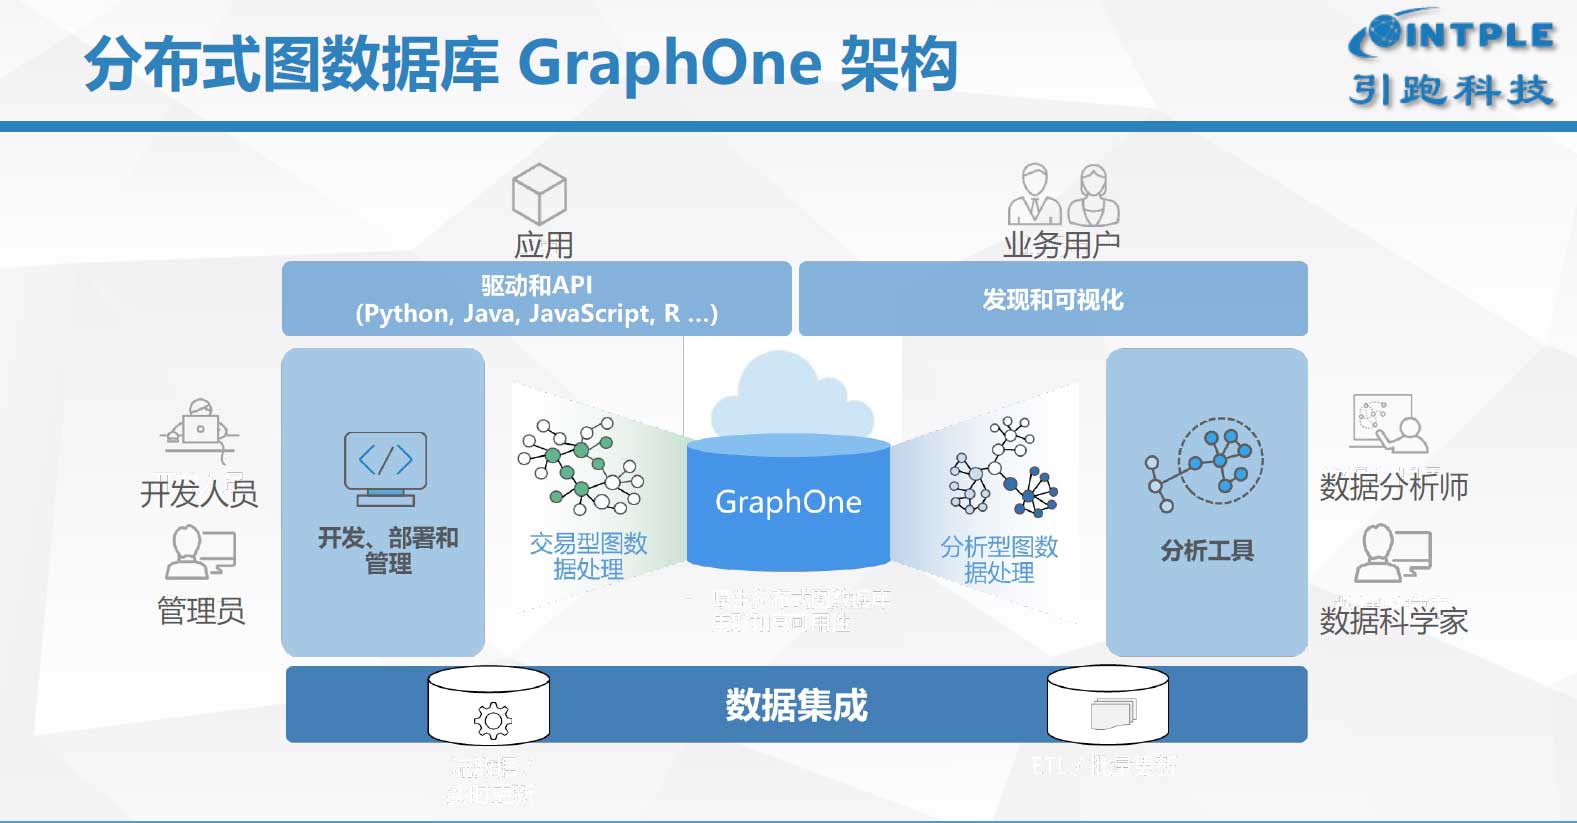 分布式图数据库 GraphOne 架构
INTPLE
引跑科技
应用
业务用户
驱动和API
(Python, Java, JavaScript, R ...)
发现和可视化
开发人员
管理员
开发、部署和
管理
交易型图数
据处理
GraphOne
分析型图数
据处理
分析工具
数据分析师
数据科学家
数据集成
ETL / 批量更新